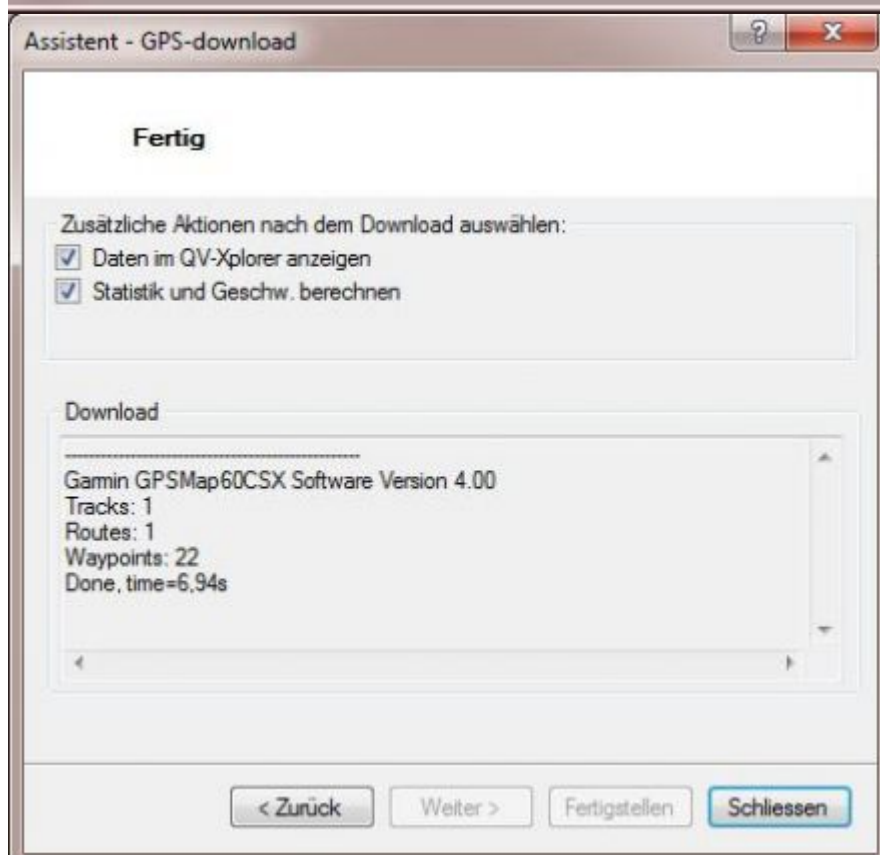 Assistent - GPS-download
Fertig
Zusätzliche Aktionen nach dem Download auswählen:
Daten im QV-Xplorer anzeigen
Statistik und Geschw. berechnen
Download
--------------------------------------------------
Garmin GPSMap60CSX Software Version 4.00
Tracks: 1
Routes: 1
Waypoints: 22
Done, time=6,94s
< Zurück
Weiter >
Fertigstellen
Schliessen